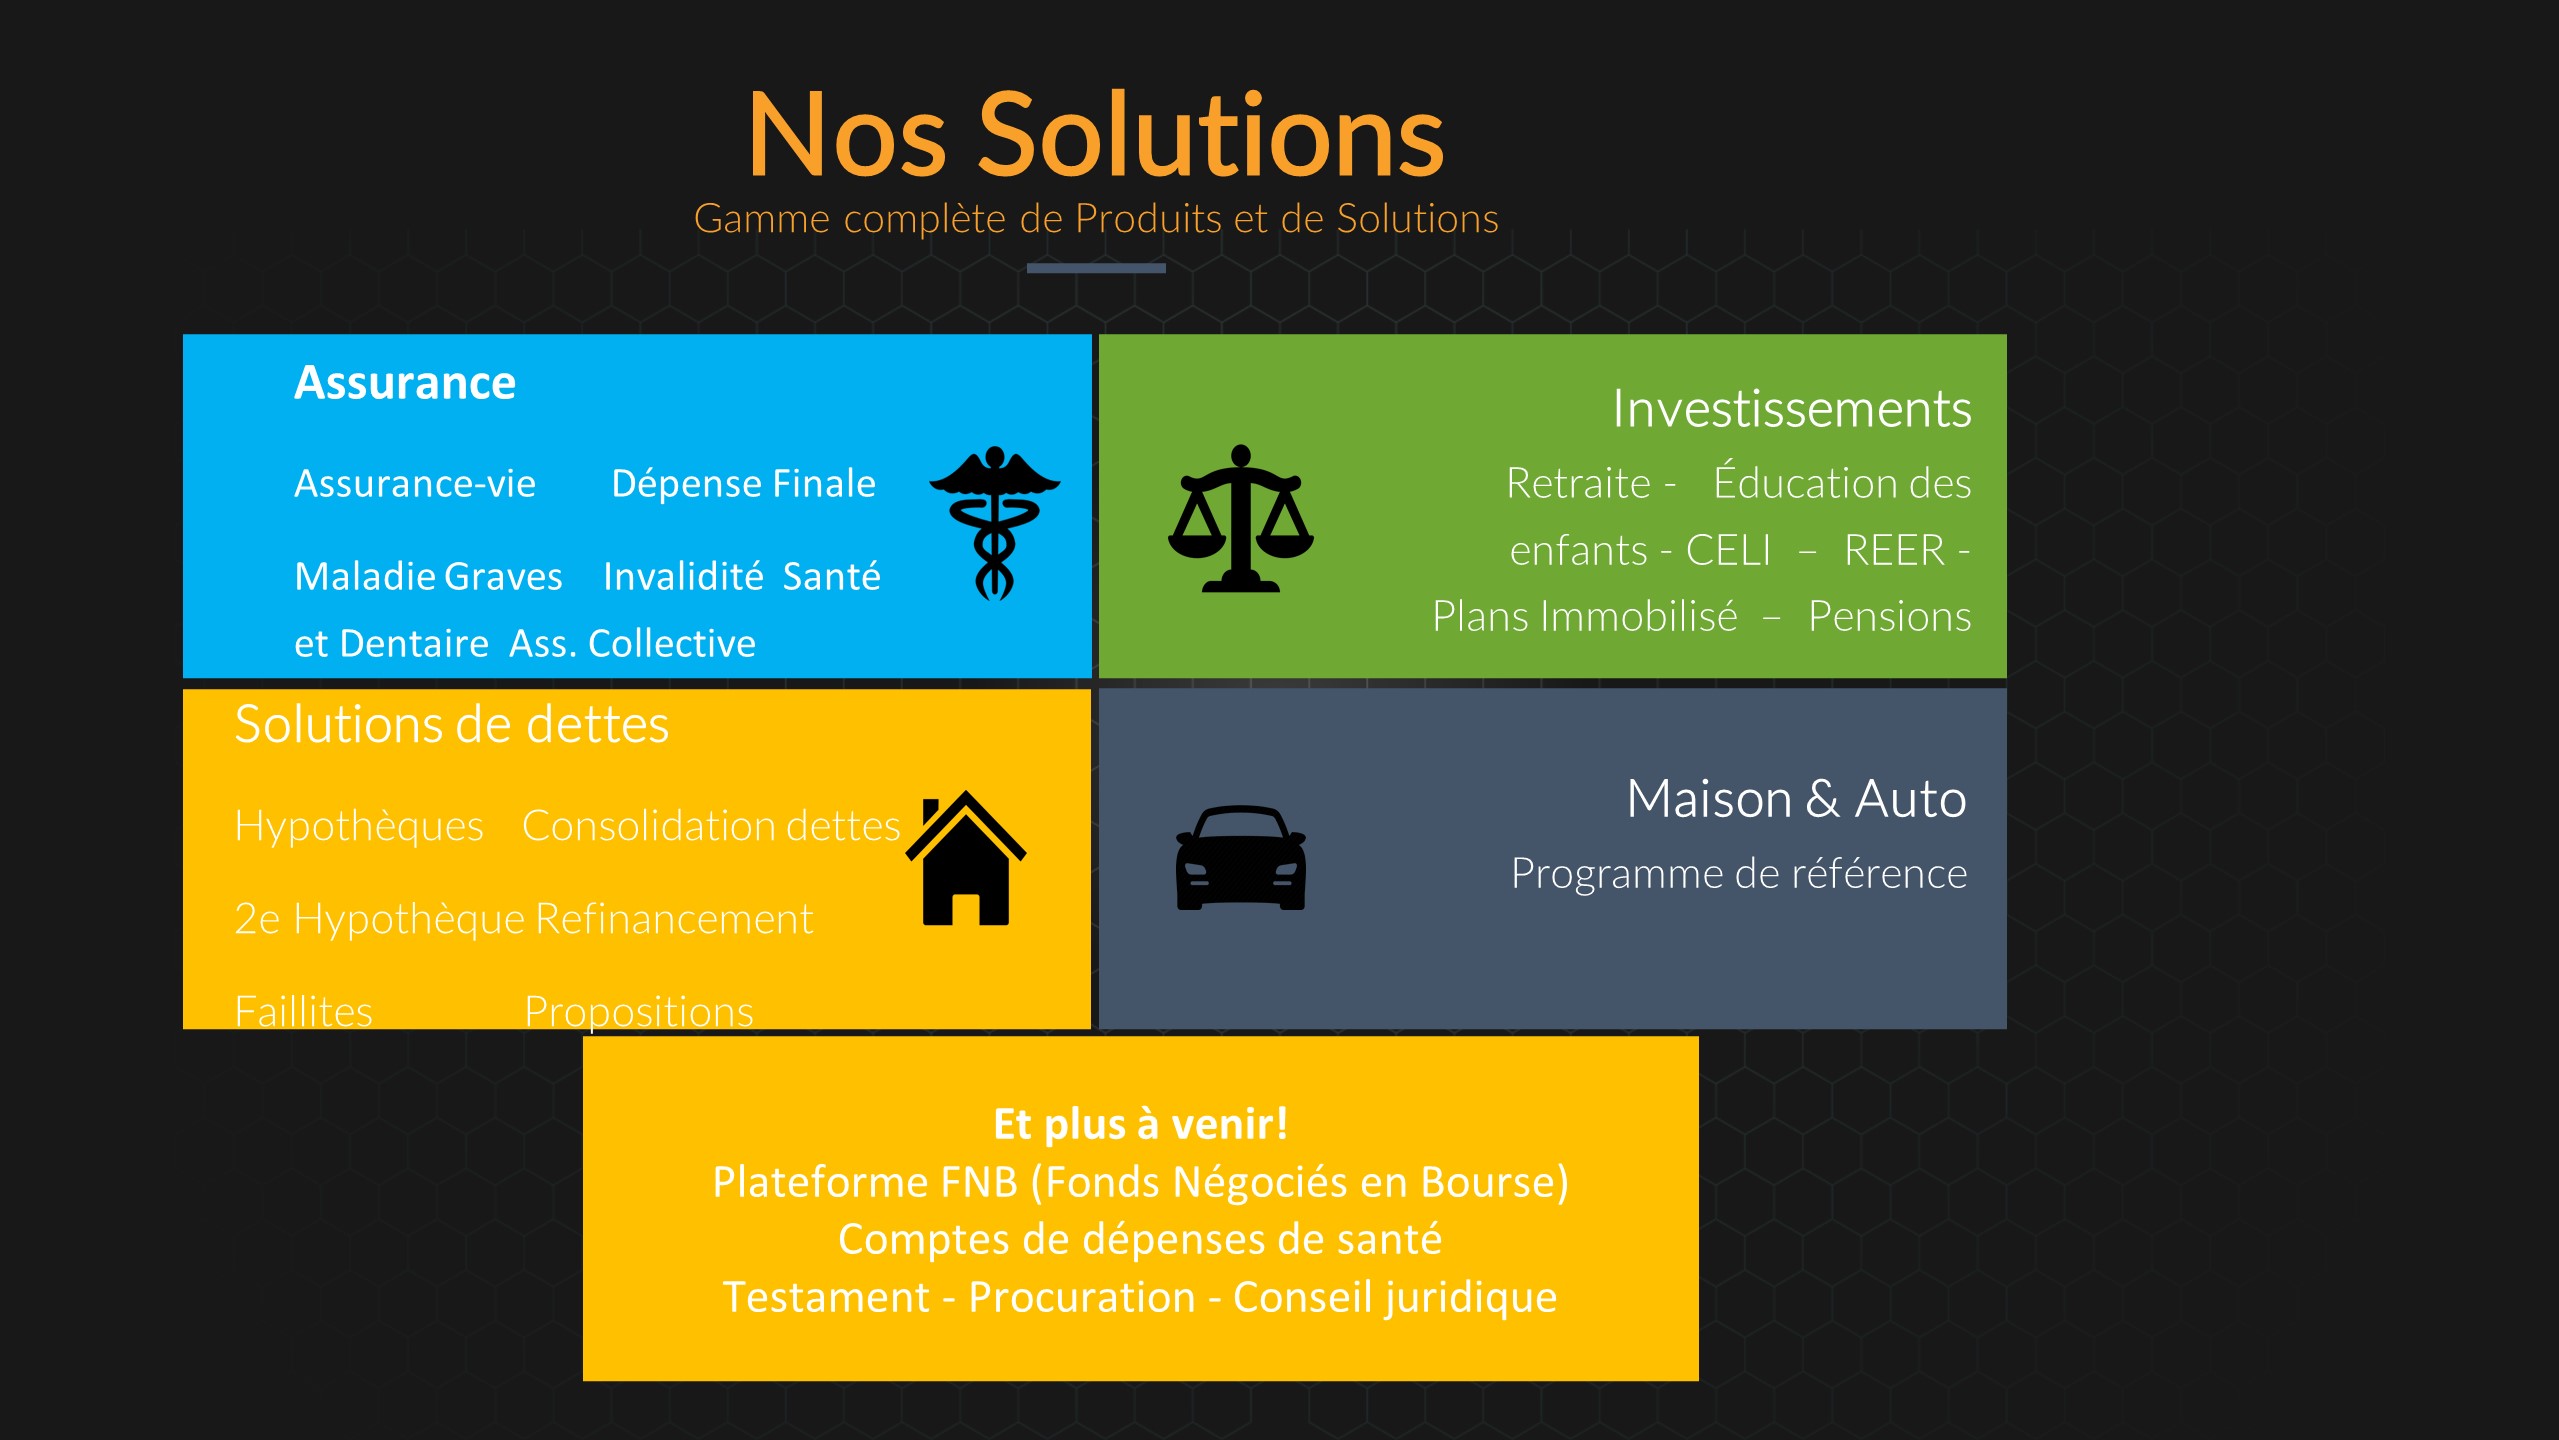 Nos Solutions
Gamme complète de Produits et de Solutions
Assurance
Assurance-vie Dépense Finale
Maladie Graves Invalidité Santé
et Dentaire Ass. Collective
Investissements
Retraite - Éducation des
enfants - CELI – REER -
Plans Immobilisé – Pensions
Solutions de dettes
Hypothèques Consolidation dettes
2e Hypothèque Refinancement
Faillites Propositions
Maison & Auto
Programme de référence
Et plus à venir!
Plateforme FNB (Fonds Négociés en Bourse)
Comptes de dépenses de santé
Testament - Procuration - Conseil juridique